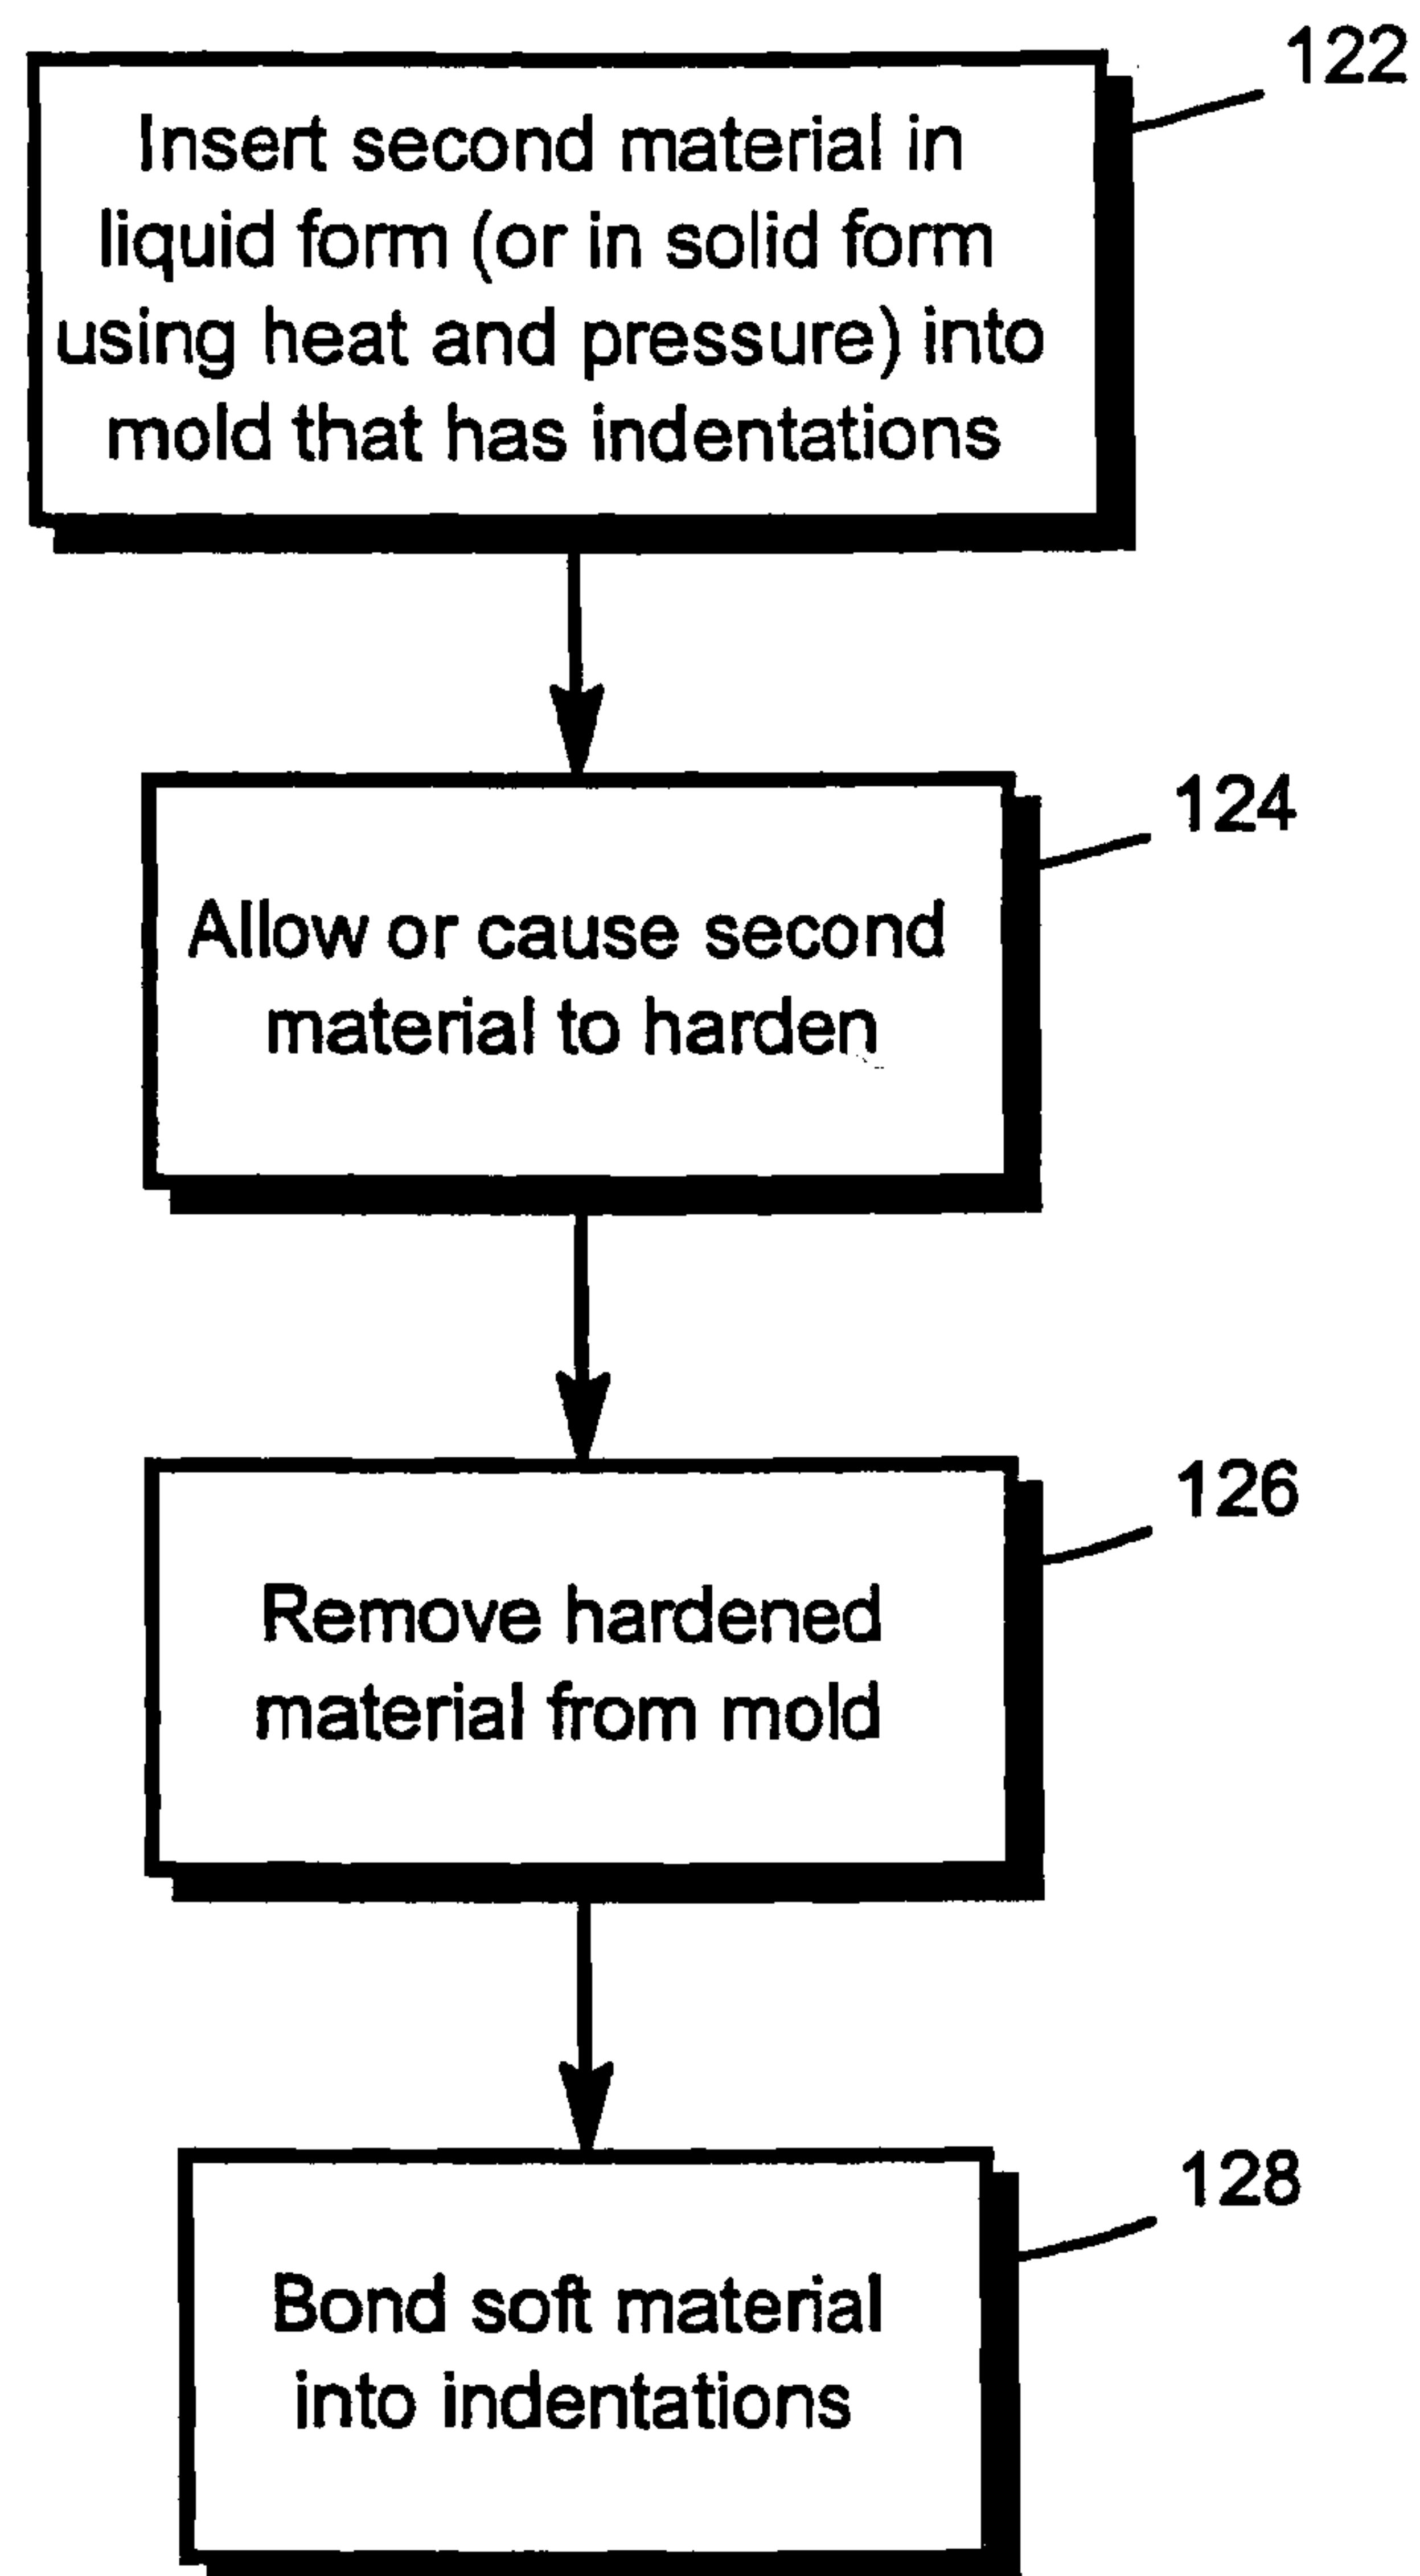 122
Insert second material in
liquid form (or in solid form
using heat and pressure) into
mold that has indentations
124
Allow or cause second
material to harden
126
Remove hardened
material from mold
128
Bond soft material
into indentations